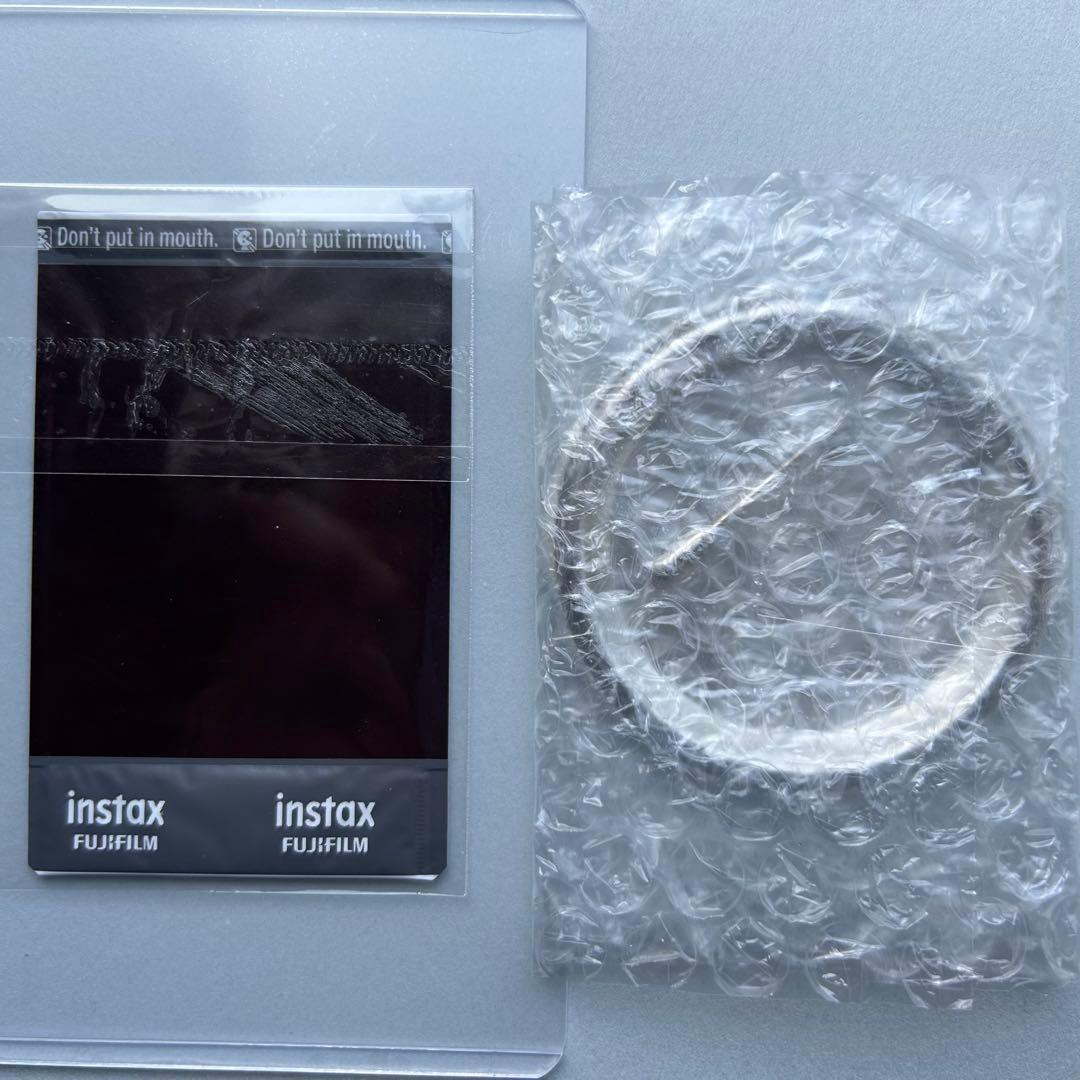 Don't put in mouth. Don't put in mouth.
instax instax
FUJIFILM FUJIFILM